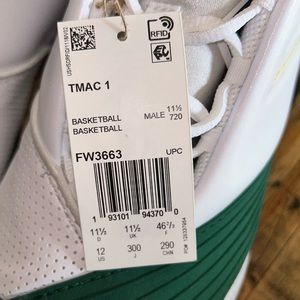 RFID
TMAC 1
BASKETBALL
BASKETBALL
MALE 11½
720
FW3663
UPC
1 93101 94370 0
11½ 11½ 46⅔
D UK F
12 300 290
US J CHN